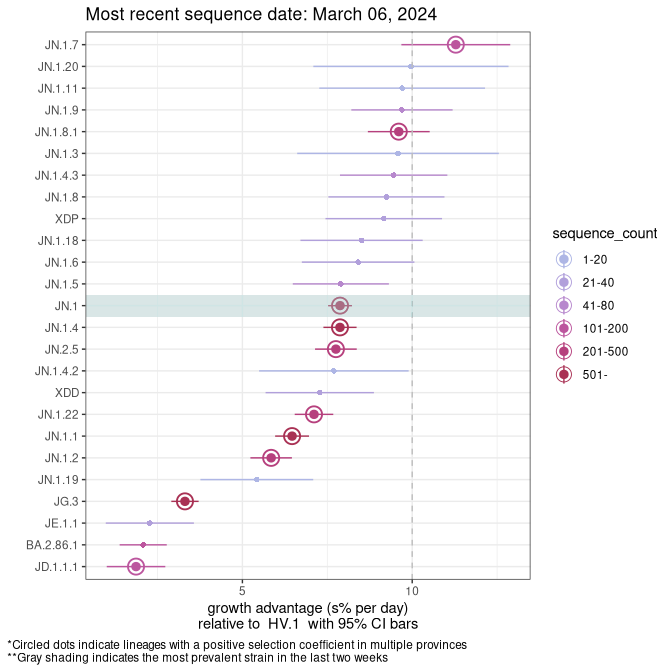 Most recent sequence date: March 06, 2024
JN.1.7
JN.1.20
JN.1.11
JN.1.9
JN.1.8.1
JN.1.3
JN.1.4.3
JN.1.8
XDP
JN.1.18
JN.1.6
JN.1.5
JN.1
JN.1.4
JN.2.5
JN.1.4.2
XDD
JN.1.22
JN.1.1
JN.1.2
JN.1.19
JG.3
JE.1.1
BA.2.86.1
JD.1.1.1
5 10
growth advantage (s% per day)
relative to HV.1 with 95% CI bars
sequence_count
1-20
21-40
41-80
101-200
201-500
501-
*Circled dots indicate lineages with a positive selection coefficient in multiple provinces
**Gray shading indicates the most prevalent strain in the last two weeks